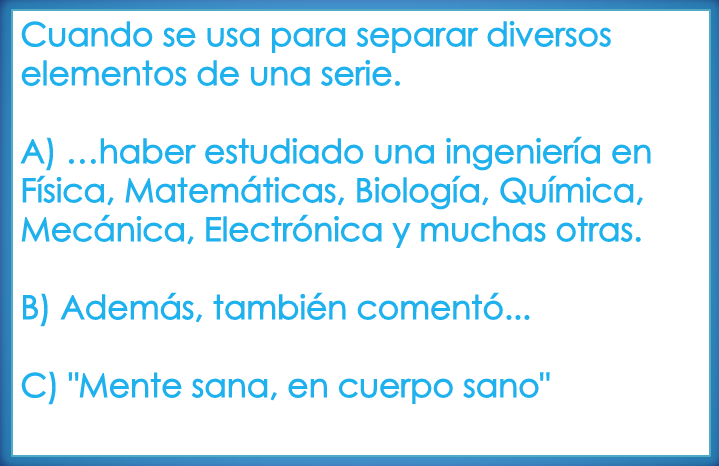 Cuando se usa para separar diversos
elementos de una serie.
A) ...haber estudiado una ingeniería en
Física, Matemáticas, Biología, Química,
Mecánica, Electrónica y muchas otras.
B) Además, también comentó...
C) "Mente sana, en cuerpo sano"